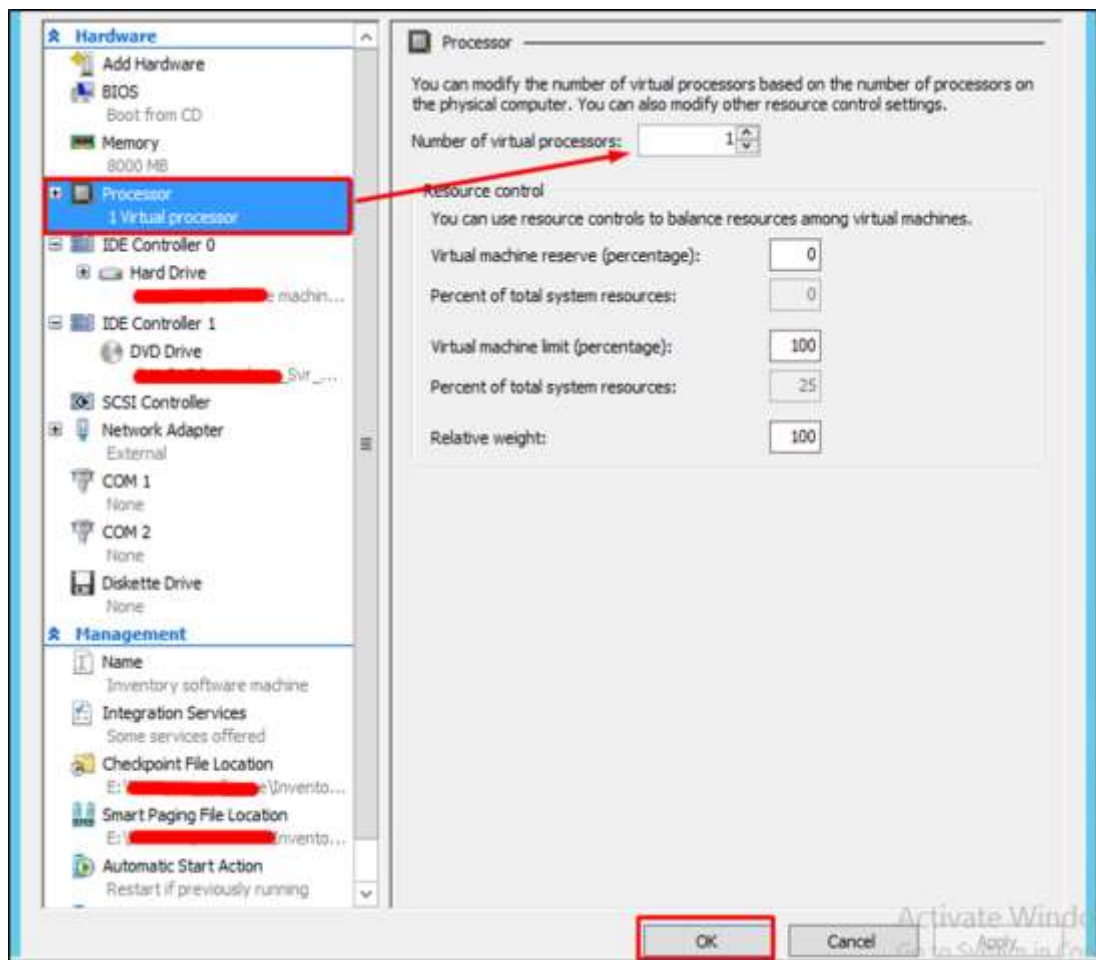 Hardware
Add Hardware
BIOS
Boot from CD
Memory
8000 MB
Processor
1 Virtual processor
IDE Controller 0
Hard Drive
e machin...
IDE Controller 1
DVD Drive
_Svr_...
SCSI Controller
Network Adapter
External
COM 1
None
COM 2
None
Diskette Drive
None
Management
Name
Inventory software machine
Integration Services
Some services offered
Checkpoint File Location
E:\ e\Invento...
Smart Paging File Location
E:\ Invento...
Automatic Start Action
Restart if previously running
Processor
You can modify the number of virtual processors based on the number of processors on
the physical computer. You can also modify other resource control settings.
Number of virtual processors: 1
Resource control
You can use resource controls to balance resources among virtual machines.
Virtual machine reserve (percentage): 0
Percent of total system resources: 0
Virtual machine limit (percentage): 100
Percent of total system resources: 25
Relative weight: 100
Activate Windo
Go to System in Con
OK Cancel Apply